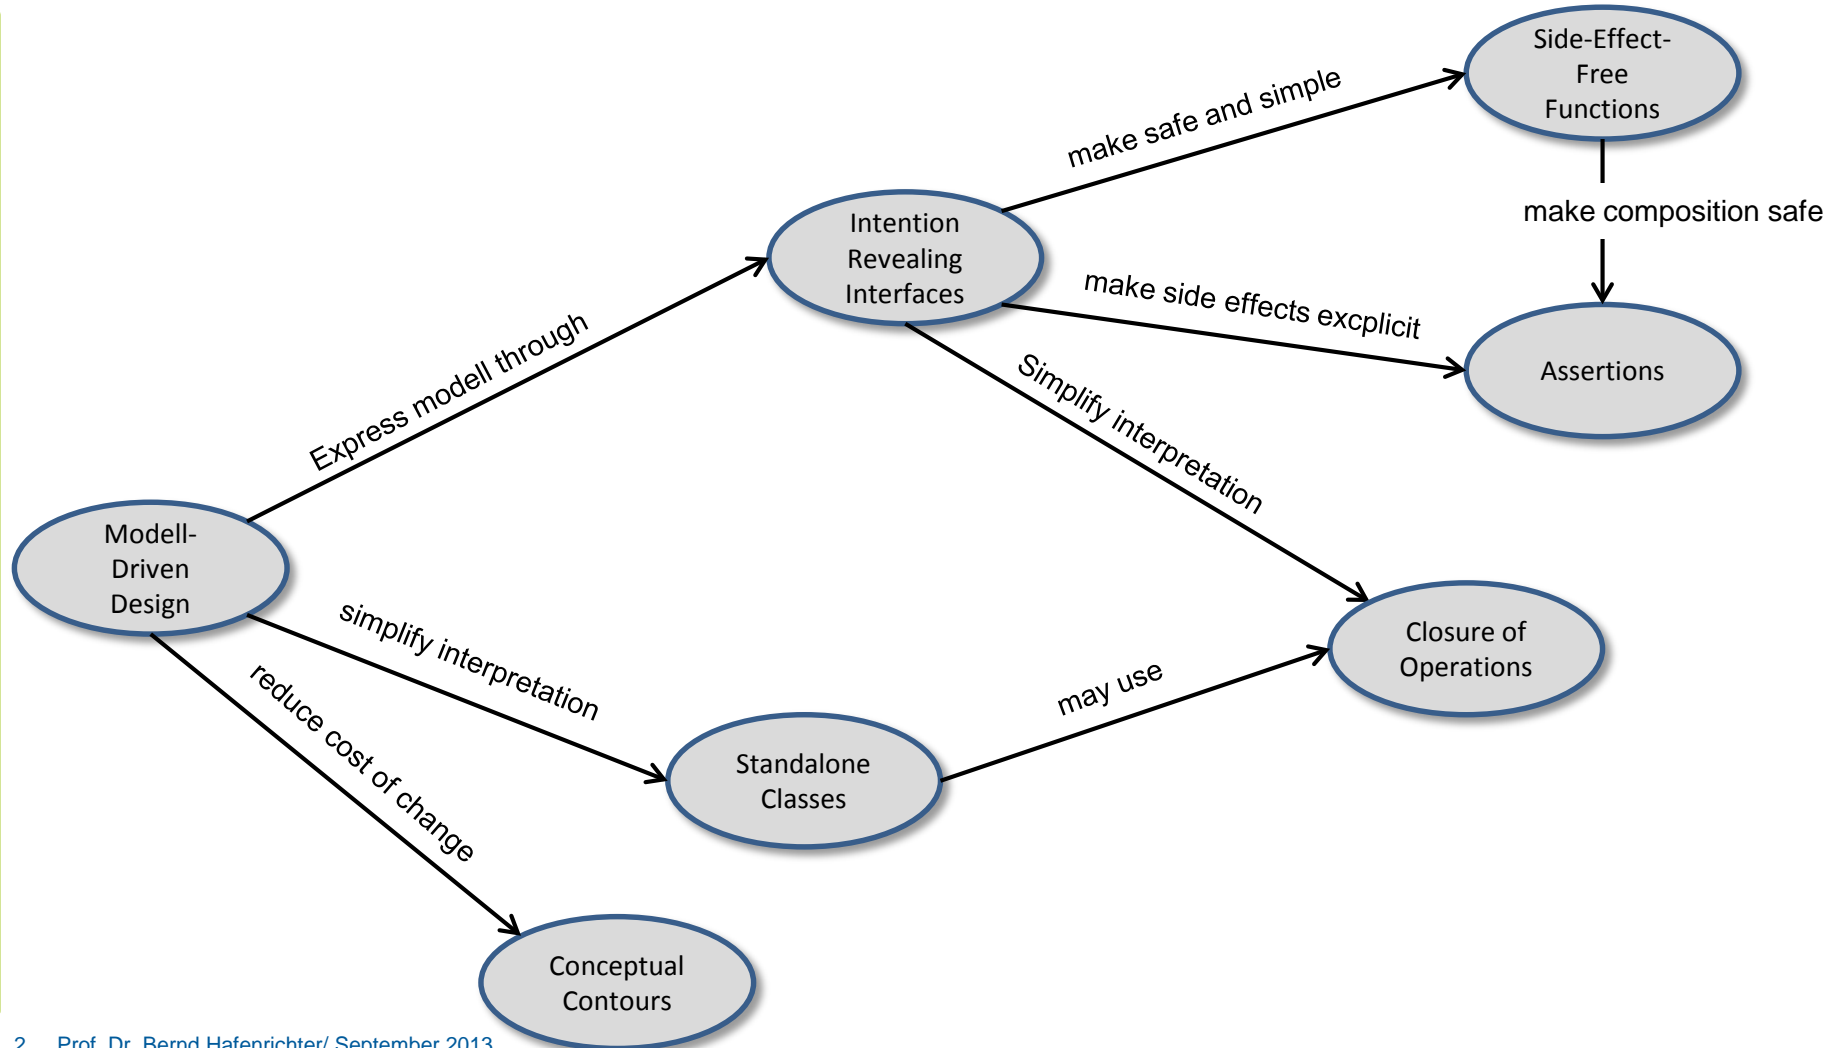 Side-Effect-
Free
Functions
make safe and simple
make composition safe
Intention
Revealing
Interfaces
make side effects excplicit
Assertions
Express modell through
Simplify interpretation
Modell-
Driven
Design
simplify interpretation
Closure of
Operations
may use
reduce cost of change
Standalone
Classes
Conceptual
Contours
2 Prof. Dr. Bernd Hafenrichter/ September 2013